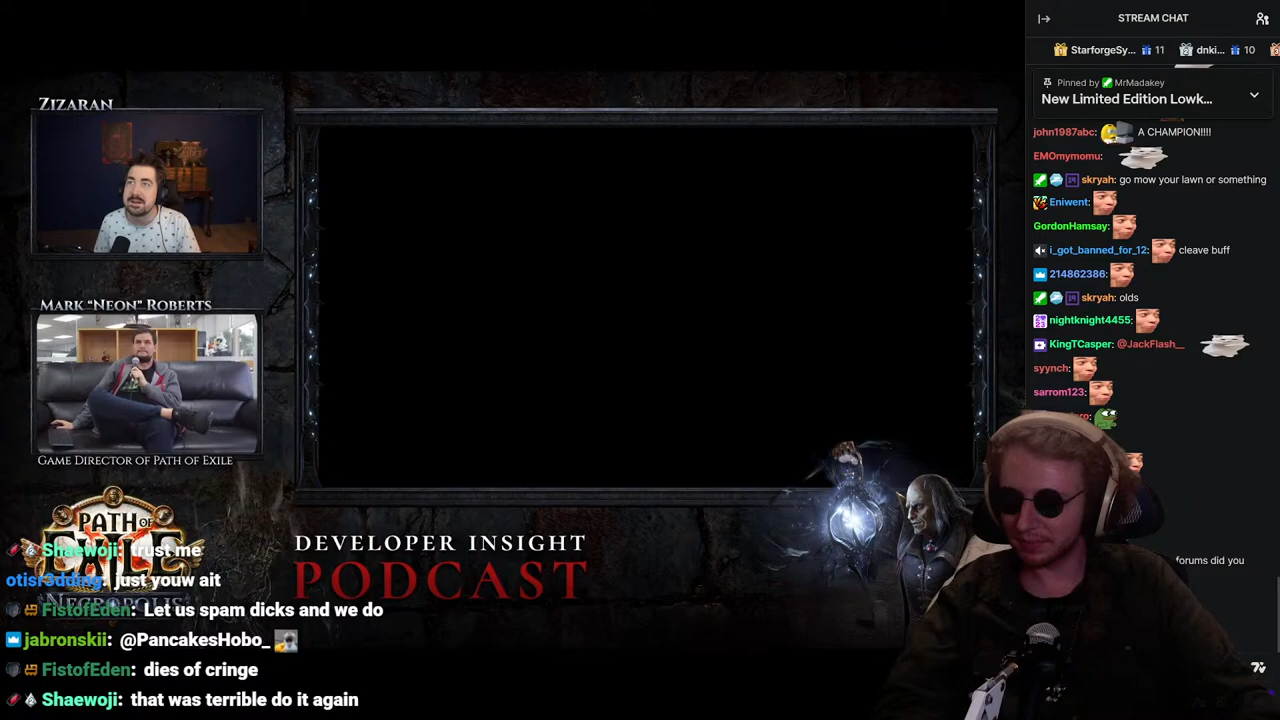 ZIZARAN
MARK "NEON" ROBERTS
GAME DIRECTOR OF PATH OF EXILE
PATH OF
EXILE
NECROPOLIS
DEVELOPER INSIGHT
PODCAST
Shaewoji: trust me
otisr3dding: just youw ait
FistofEden: Let us spam dicks and we do
jabronskii: @PancakesHobo_
FistofEden: dies of cringe
Shaewoji: that was terrible do it again
STREAM CHAT
StarforgeSy... 11 dnki... 10
Pinned by MrMadakey
New Limited Edition Lowk...
john1987abc: A CHAMPION!!!!
EMOmymomu:
skryah: go mow your lawn or something
Eniwent:
GordonHamsay:
i_got_banned_for_12: cleave buff
214862386:
skryah: olds
nightknight4455:
KingTCasper: @JackFlash__
syynch:
sarrom123:
forums did you